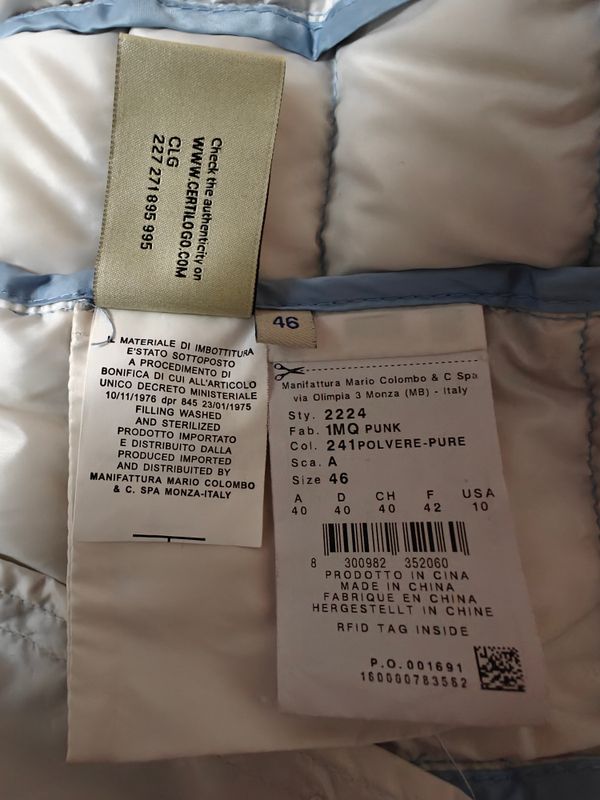 Check the authenticity on
WWW.CERTILOGO.COM
CLG
227 271 895 995
46
IL MATERIALE DI IMBOTTITURA
E'STATO SOTTOPOSTO
A PROCEDIMENTO DI
BONIFICA DI CUI ALL'ARTICOLO
UNICO DECRETO MINISTERIALE
10/11/1976 dpr 845 23/01/1975
FILLING WASHED
AND STERILIZED
PRODOTTO IMPORTATO
E DISTRIBUITO DALLA
PRODUCED IMPORTED
AND DISTRIBUITED BY
MANIFATTURA MARIO COLOMBO
& C. SPA MONZA-ITALY
Manifattura Mario Colombo & C Spa
via Olimpia 3 Monza (MB) - Italy
Sty. 2224
Fab. 1MQ PUNK
Col. 241POLVERE-PURE
Sca. A
Size 46
A D CH F USA
40 40 40 42 10
8 300982 352060
PRODOTTO IN CINA
MADE IN CHINA
FABRIQUE EN CHINA
HERGESTELLT IN CHINE
RFID TAG INSIDE
P.O. 001691
160000783562